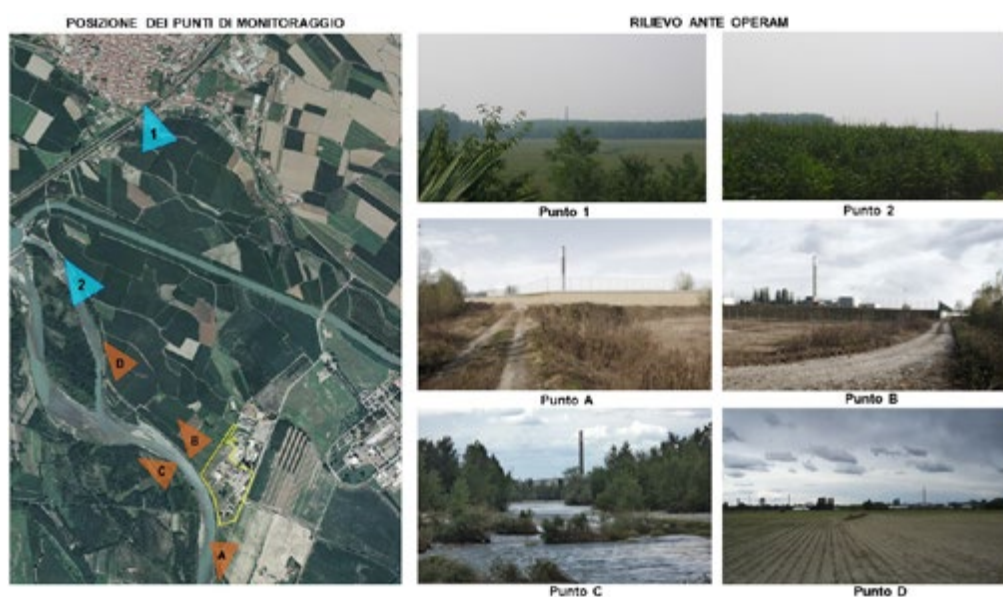 POSIZIONE DEI PUNTI DI MONITORAGGIO
RILIEVO ANTE OPERAM
1
2
D
B
C
A
Punto 1
Punto 2
Punto A
Punto B
Punto C
Punto D